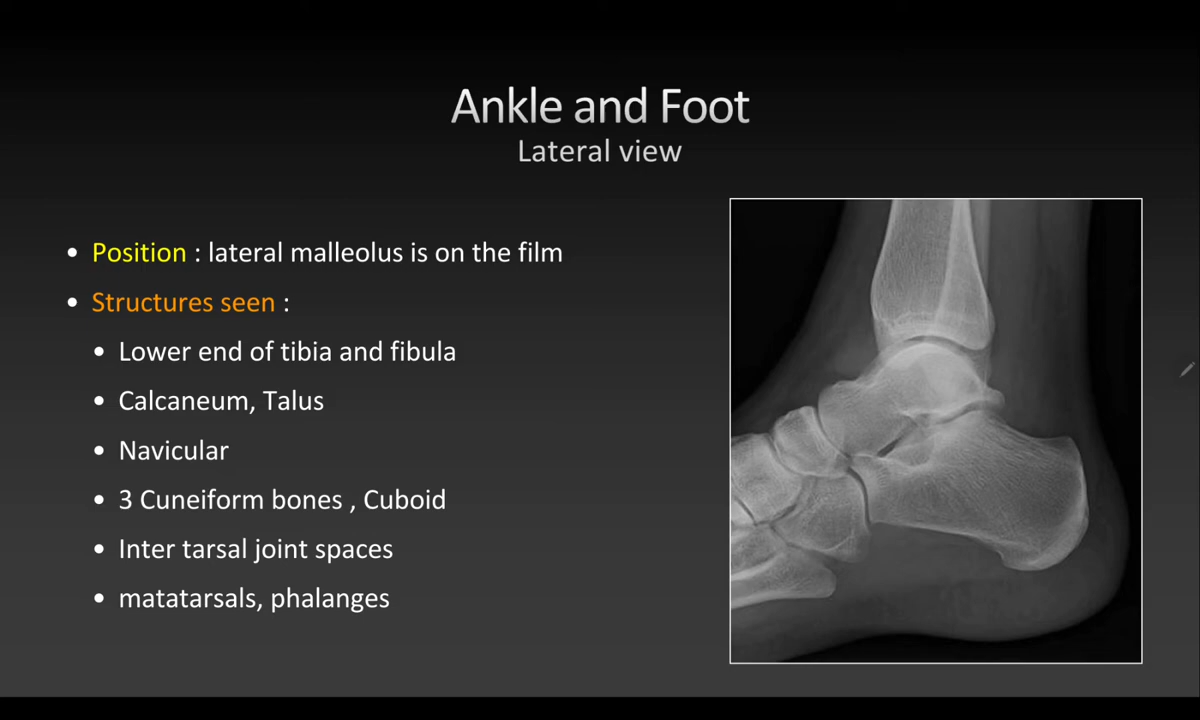 Ankle and Foot
Lateral view
• Position : lateral malleolus is on the film
• Structures seen :
• Lower end of tibia and fibula
• Calcaneum, Talus
• Navicular
• 3 Cuneiform bones , Cuboid
• Inter tarsal joint spaces
• matatarsals, phalanges